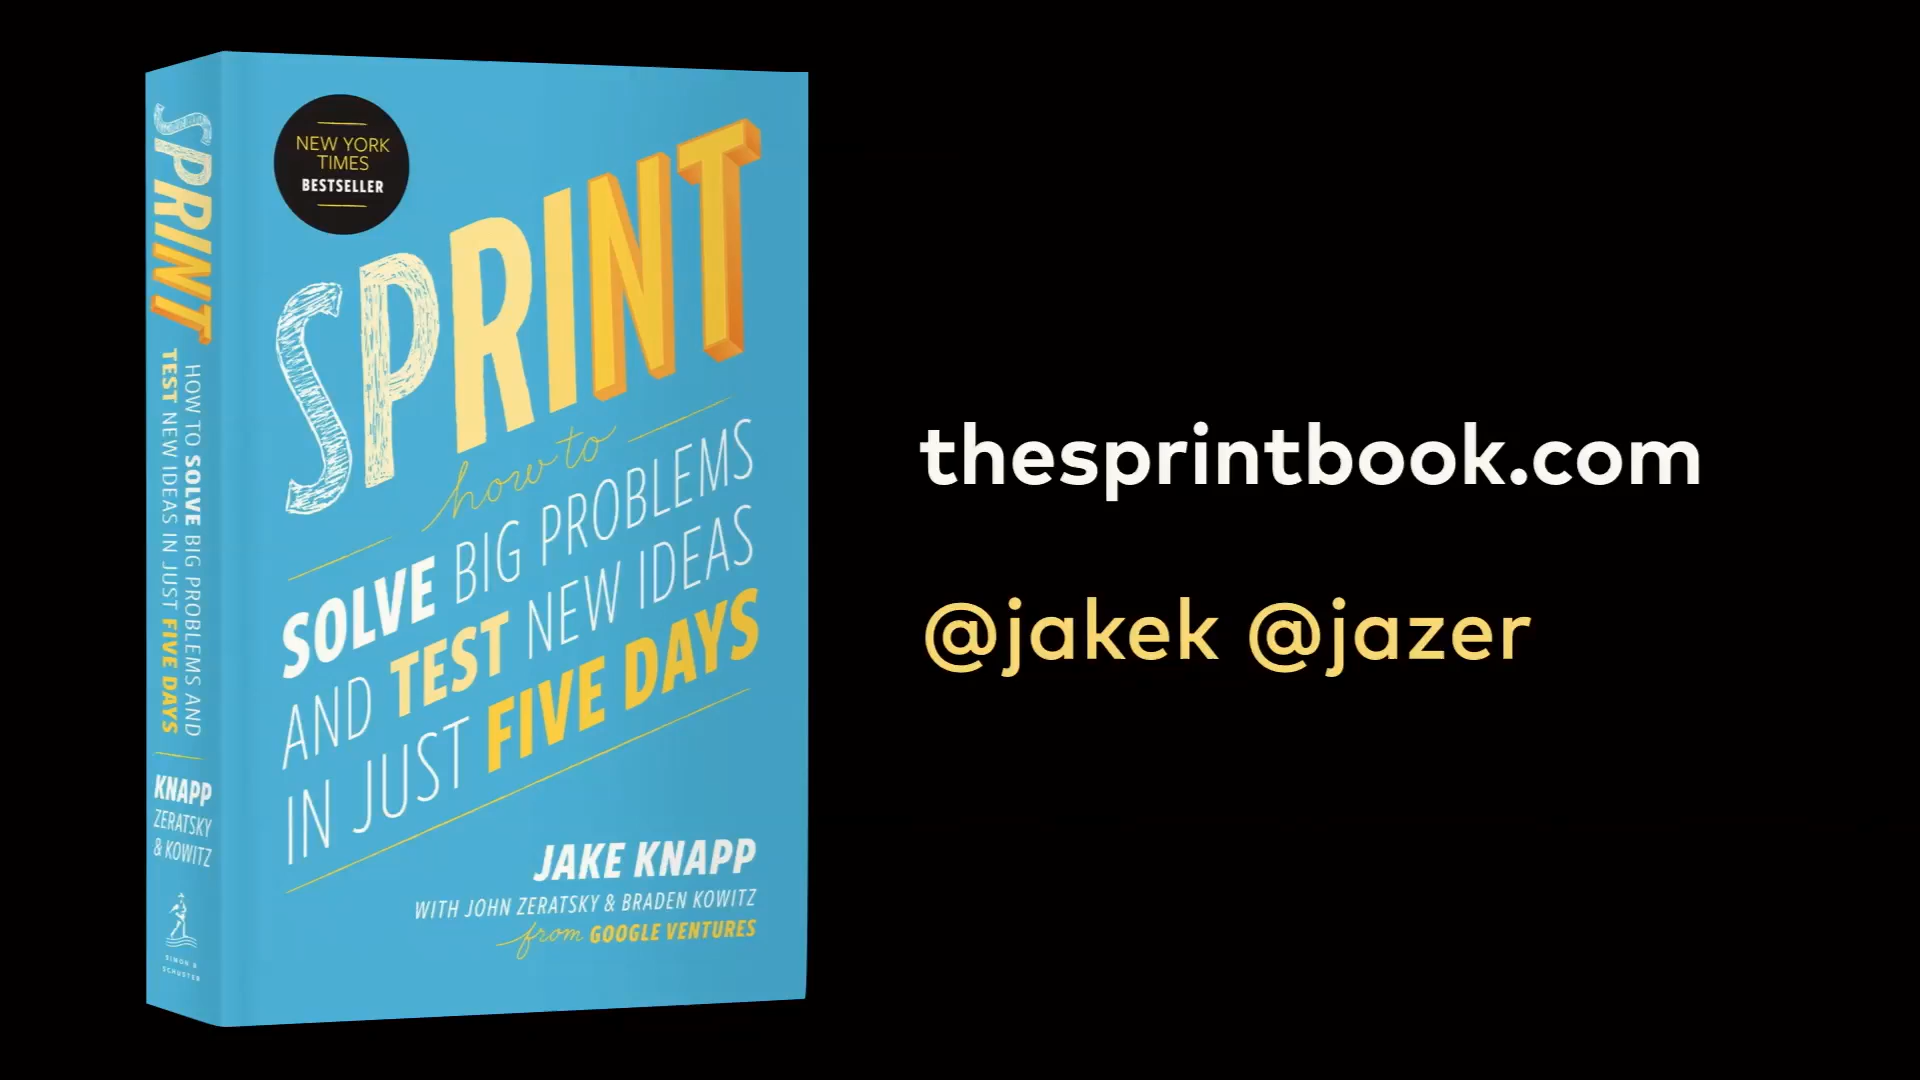 SPRINT
HOW TO SOLVE BIG PROBLEMS AND
TEST NEW IDEAS IN JUST FIVE DAYS
KNAPP
ZERATSKY
& KOWITZ
SIMON &
SCHUSTER
NEW YORK
TIMES
BESTSELLER
SPRINT
how to
SOLVE BIG PROBLEMS
AND TEST NEW IDEAS
IN JUST FIVE DAYS
JAKE KNAPP
WITH JOHN ZERATSKY & BRADEN KOWITZ
from GOOGLE VENTURES
thesprintbook.com
@jakek @jazer